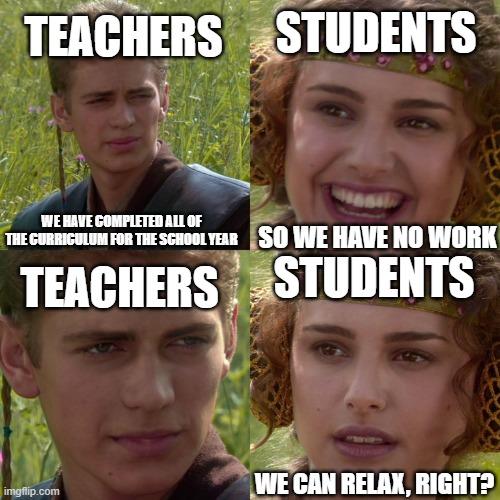 TEACHERS
WE HAVE COMPLETED ALL OF
THE CURRICULUM FOR THE SCHOOL YEAR
STUDENTS
SO WE HAVE NO WORK
TEACHERS
STUDENTS
WE CAN RELAX, RIGHT?
imgflip.com